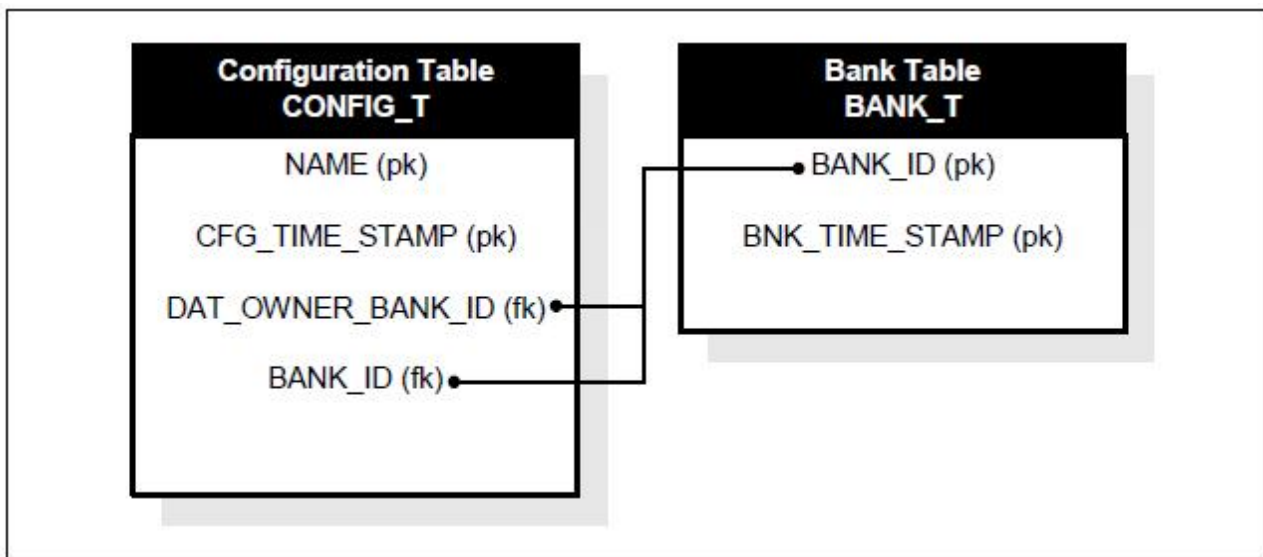 Configuration Table
CONFIG_T
NAME (pk)
CFG_TIME_STAMP (pk)
DAT_OWNER_BANK_ID (fk)
BANK_ID (fk)
Bank Table
BANK_T
BANK_ID (pk)
BNK_TIME_STAMP (pk)